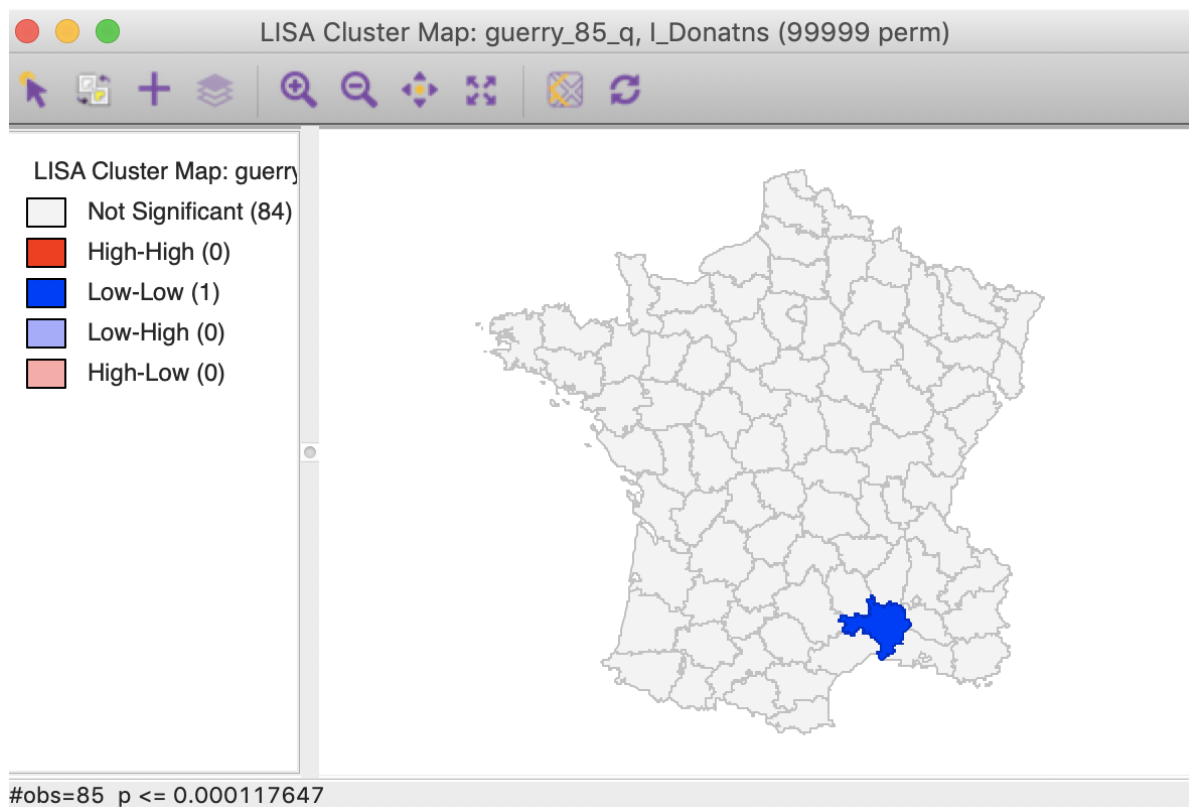 LISA Cluster Map: guerry_85_q, I_Donatns (99999 perm)
LISA Cluster Map: guerry
Not Significant (84)
High-High (0)
Low-Low (1)
Low-High (0)
High-Low (0)
#obs=85 p <= 0.000117647